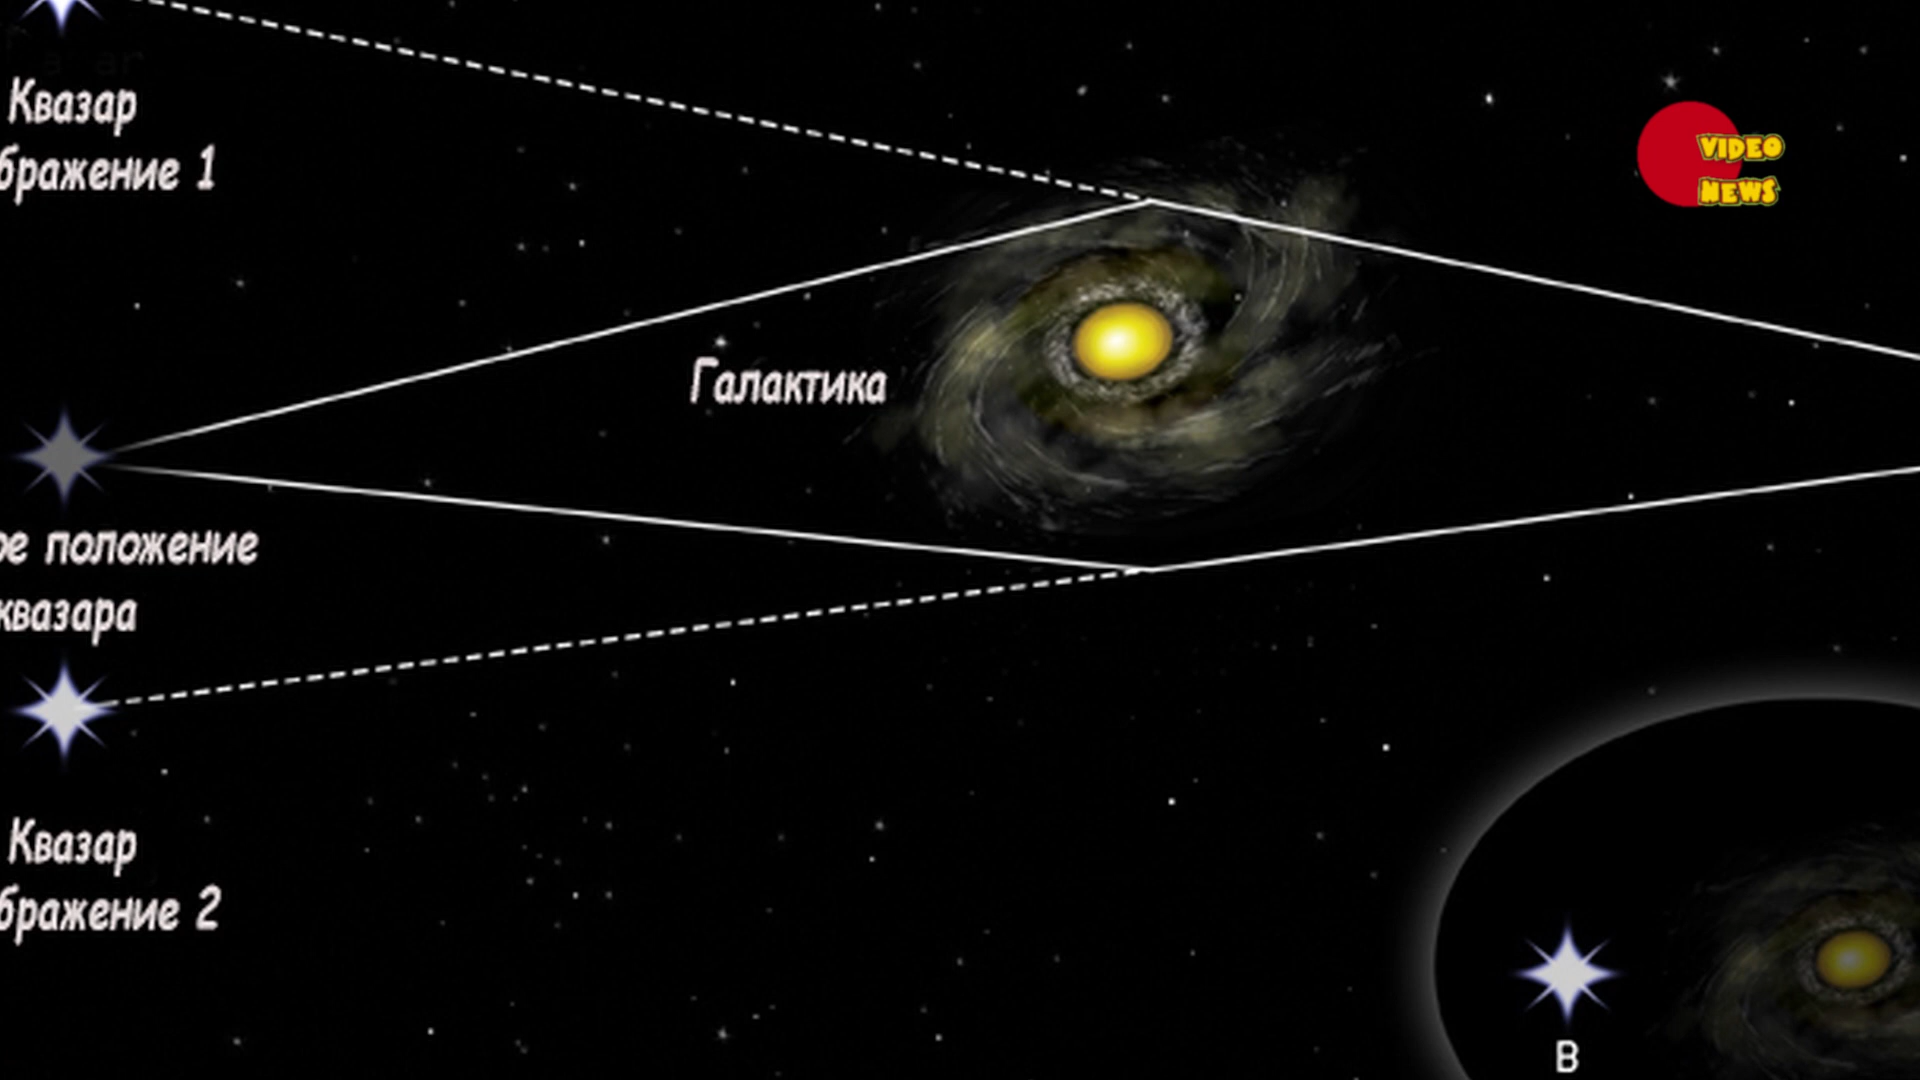 Квазар
бражение 1
VIDEO
NEWS
Галактика
ое положение
квазара
Квазар
бражение 2
B